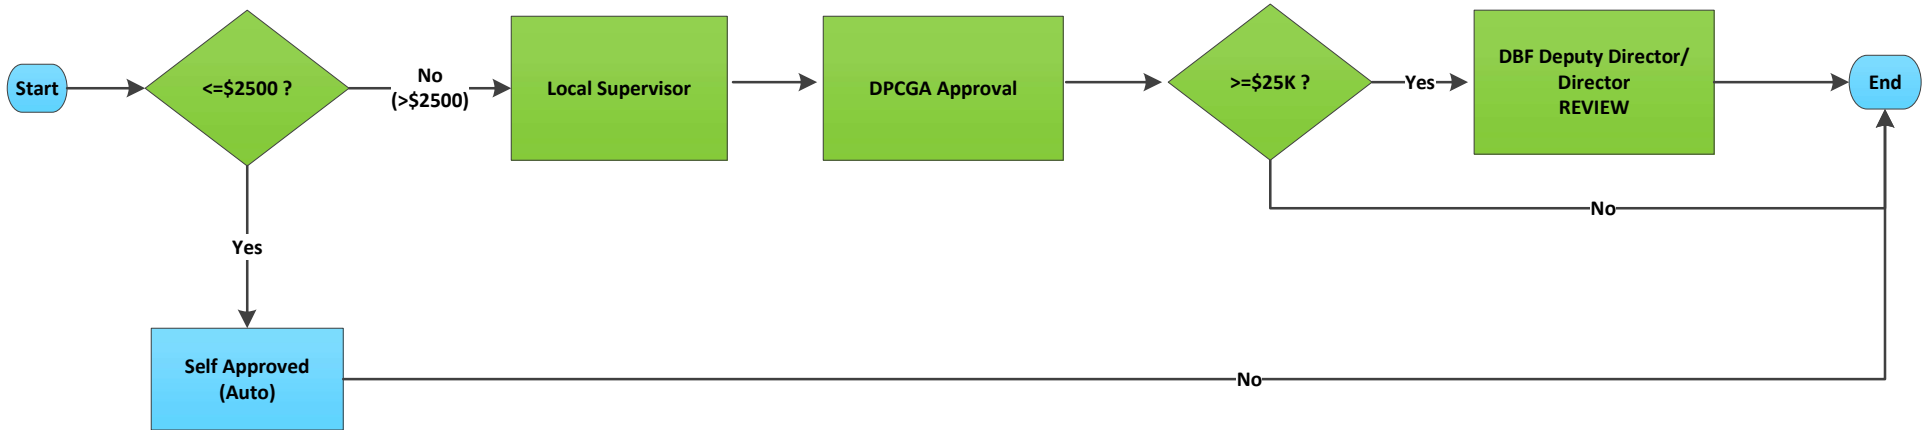 Start
<=$2500 ?
No
(>$2500)
Local Supervisor
DPCGA Approval
>=$25K ?
Yes
DBF Deputy Director/
Director
REVIEW
End
No
Yes
Self Approved
(Auto)
No